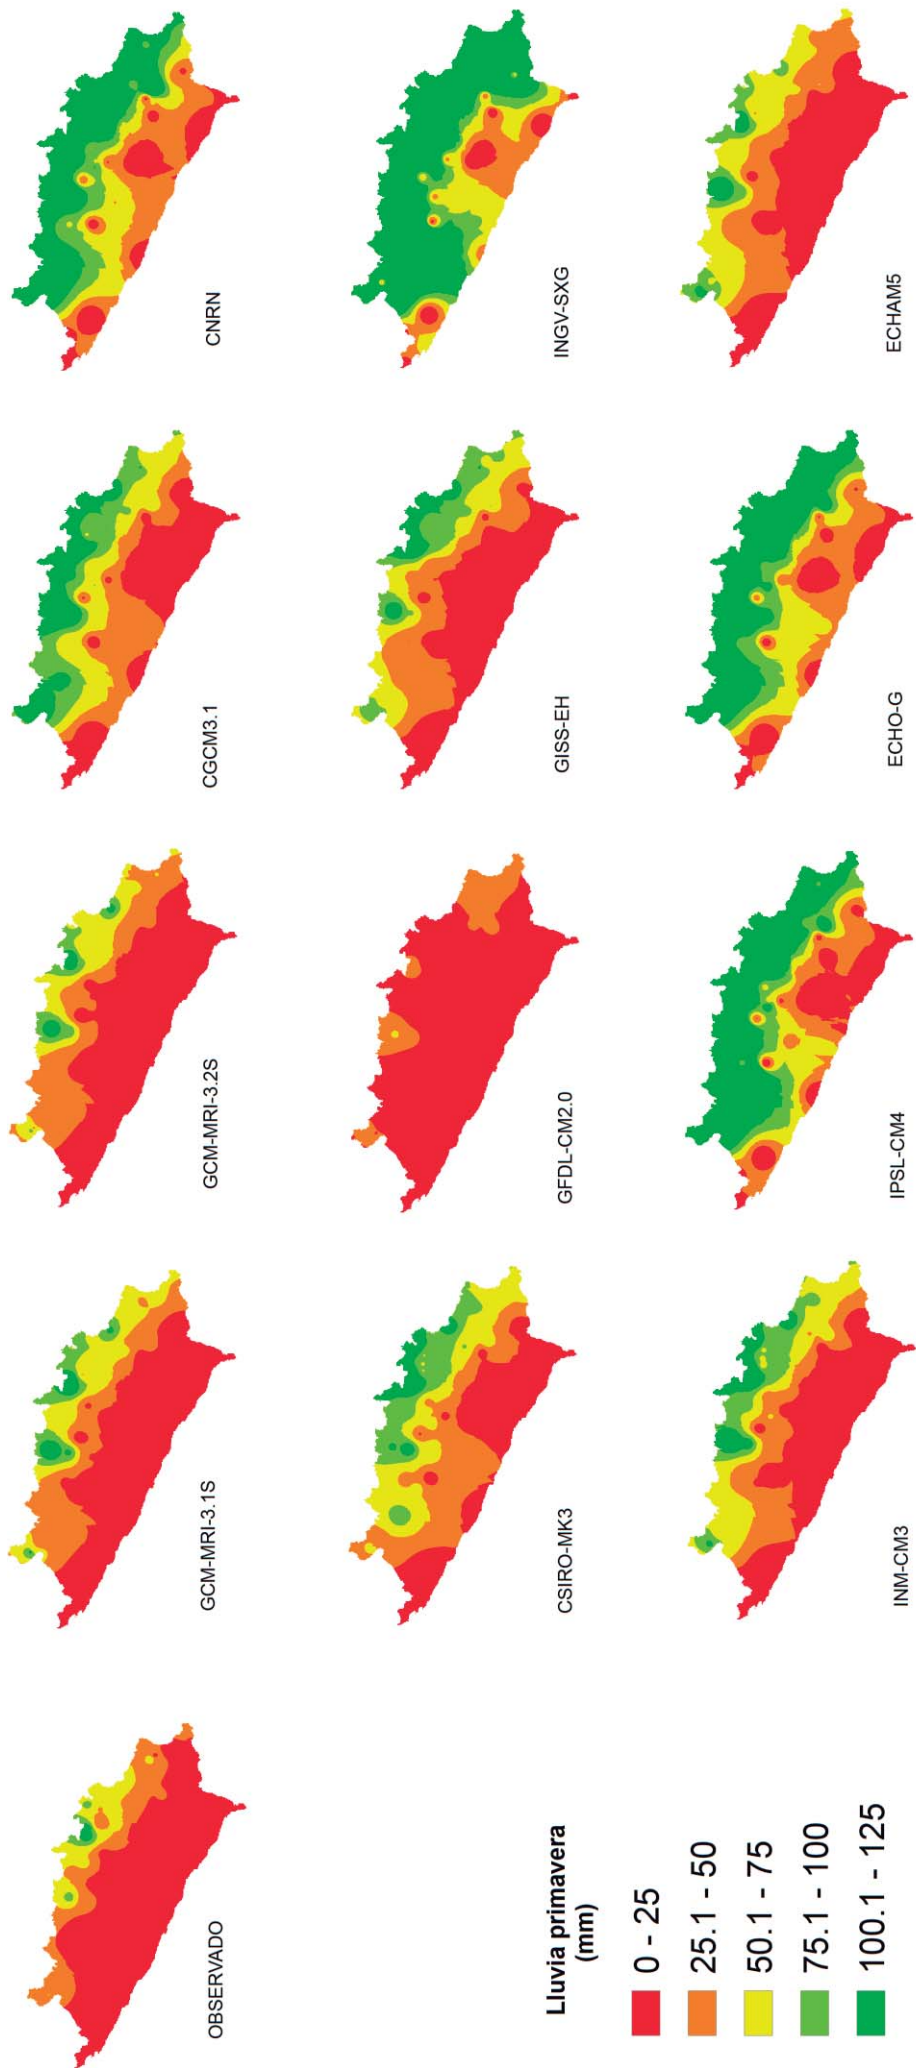 OBSERVADO
GCM-MRI-3.1S
GCM-MRI-3.2S
CGCM3.1
CNRN
CSIRO-MK3
GFDL-CM2.0
GISS-EH
INGV-SXG
INM-CM3
IPSL-CM4
ECHO-G
ECHAM5
Lluvia primavera
(mm)
0 - 25
25.1 - 50
50.1 - 75
75.1 - 100
100.1 - 125